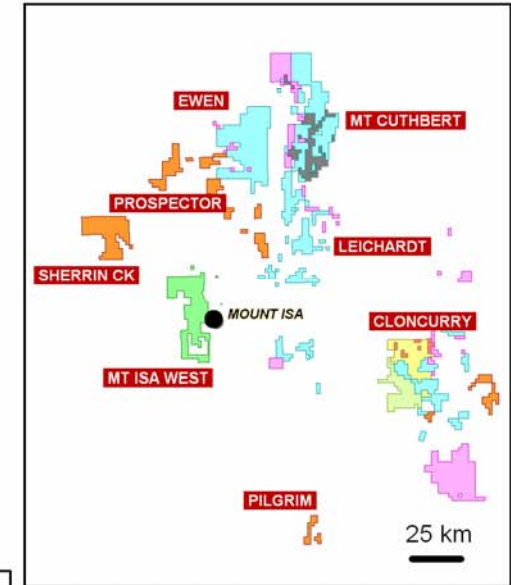 EWEN
MT CUTHBERT
PROSPECTOR
LEICHARDT
SHERRIN CK
MOUNT ISA
CLONCURRY
MT ISA WEST
PILGRIM
25 km